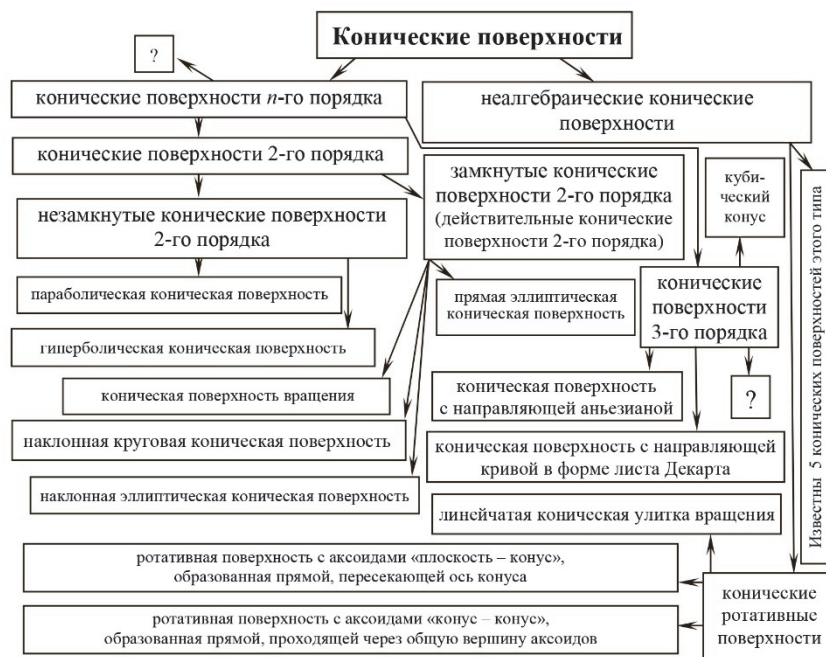 Конические поверхности
?
конические поверхности n-го порядка
неалгебраические конические
поверхности
конические поверхности 2-го порядка
замкнутые конические
поверхности 2-го порядка
(действительные конические
поверхности 2-го порядка)
куби-
ческий
конус
Известны 5 конических поверхностей этого типа
незамкнутые конические поверхности
2-го порядка
параболическая коническая поверхность
прямая эллиптическая
коническая поверхность
конические
поверхности
3-го порядка
гиперболическая коническая поверхность
коническая поверхность вращения
коническая поверхность
с направляющей аньезианой
?
наклонная круговая коническая поверхность
коническая поверхность с направляющей
кривой в форме листа Декарта
наклонная эллиптическая коническая поверхность
линейчатая коническая улитка вращения
ротативная поверхность с аксоидами «плоскость – конус»,
образованная прямой, пересекающей ось конуса
конические
ротативные
поверхности
ротативная поверхность с аксоидами «конус – конус»,
образованная прямой, проходящей через общую вершину аксоидов